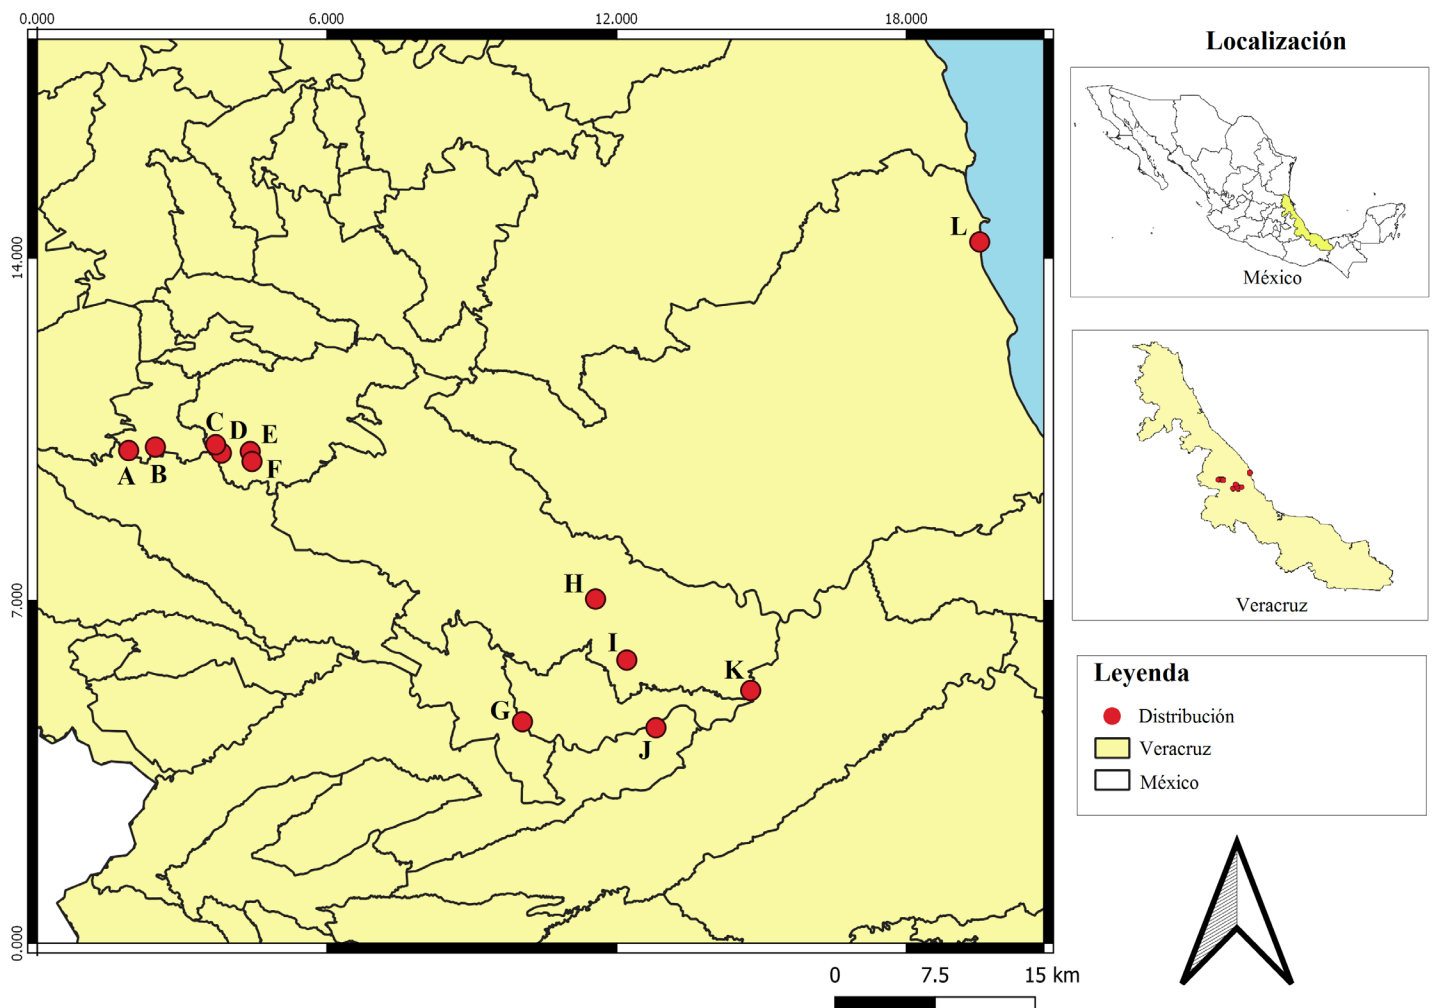 0.000 6.000 12.000 18.000
Localización
México
14.000
L
Veracruz
C
D
E
A
B
F
7.000
H
I
K
G
J
Leyenda
Distribución
Veracruz
México
0.000
0 7.5 15 km